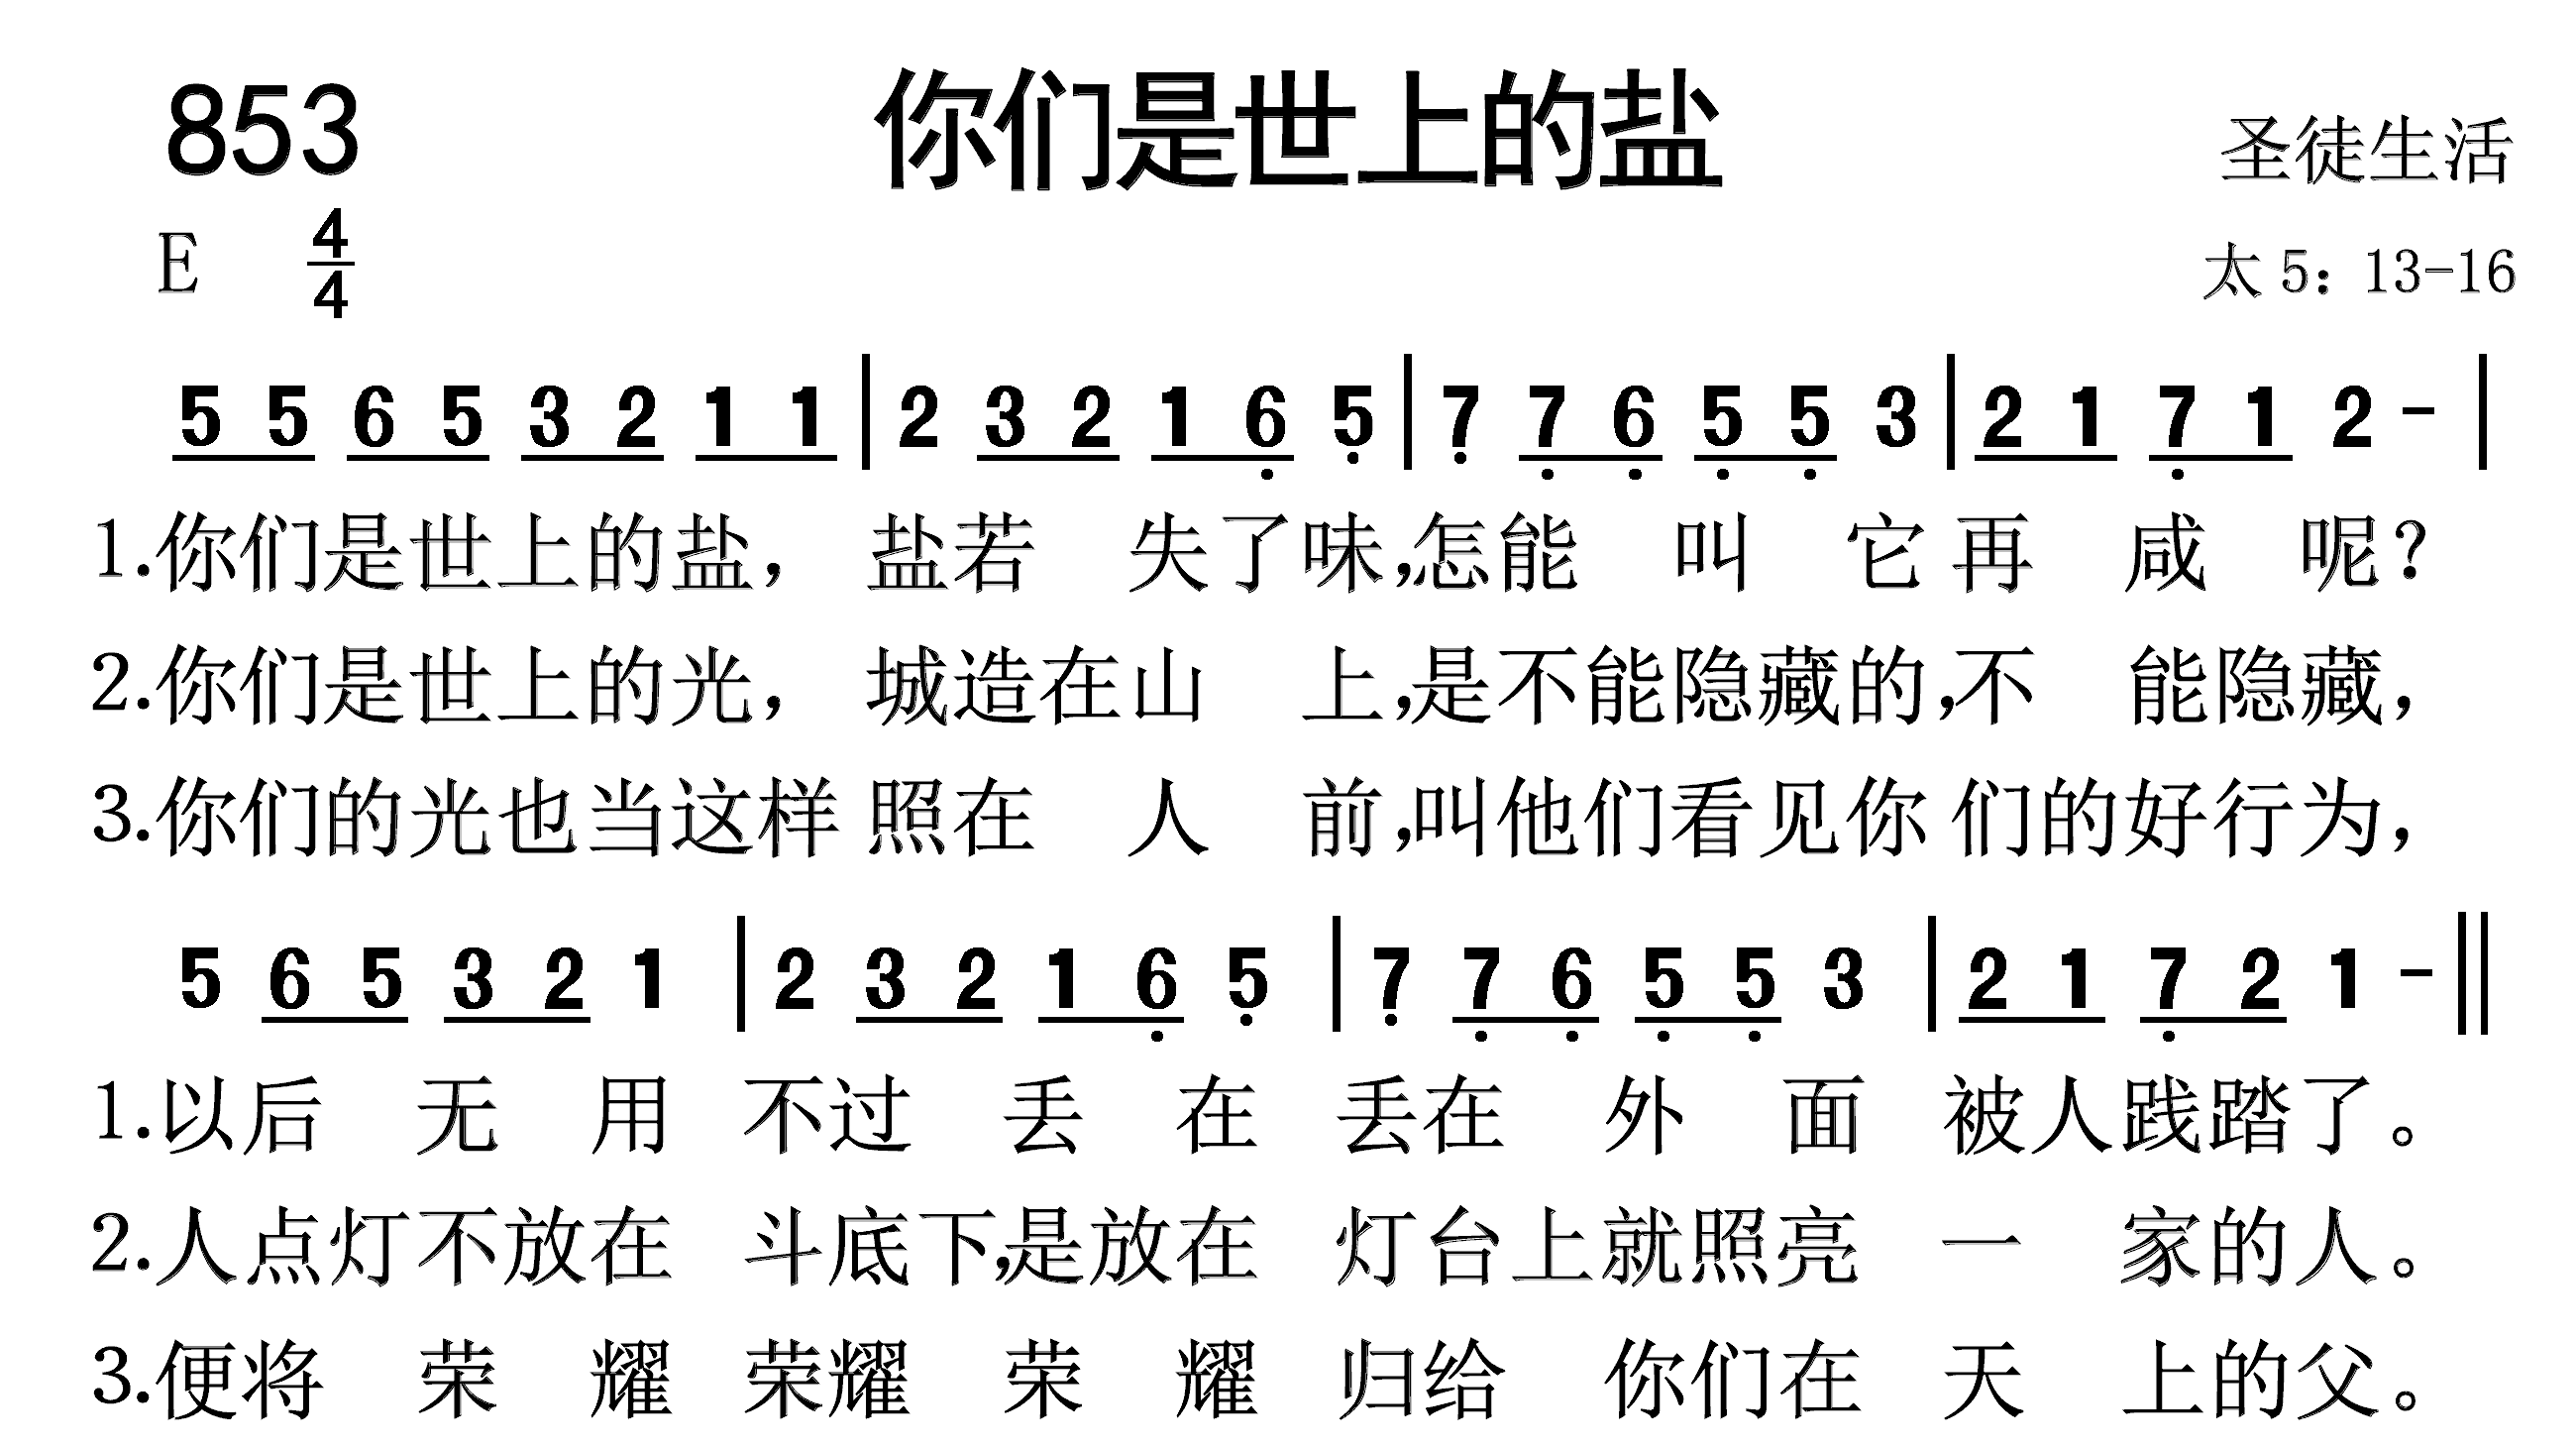 853 你们是世上的盐 圣徒生活
E 4/4 太 5：13-16
5 5 6 5 3 2 1 1 | 2 3 2 1 6̣ 5̣ | 7̣ 7̣ 6̣ 5̣ 5̣ 3 | 2 1 7̣ 1 2 - |
1.你们是世上的盐， 盐若 失了味，怎能 叫 它 再 咸 呢？
2.你们是世上的光， 城造在山 上，是不能隐藏的，不 能隐藏，
3.你们的光也当这样 照在 人 前，叫他们看见你 们的好行为，
5 6 5 3 2 1 | 2 3 2 1 6̣ 5̣ | 7̣ 7̣ 6̣ 5̣ 5̣ 3 | 2 1 7̣ 2 1 - ||
1.以后 无 用 不过 丢 在 丢在 外 面 被人践踏了。
2.人点灯不放在 斗底下，是放在 灯台上就照亮 一 家的人。
3.便将 荣 耀 荣耀 荣 耀 归给 你们在 天 上的父。